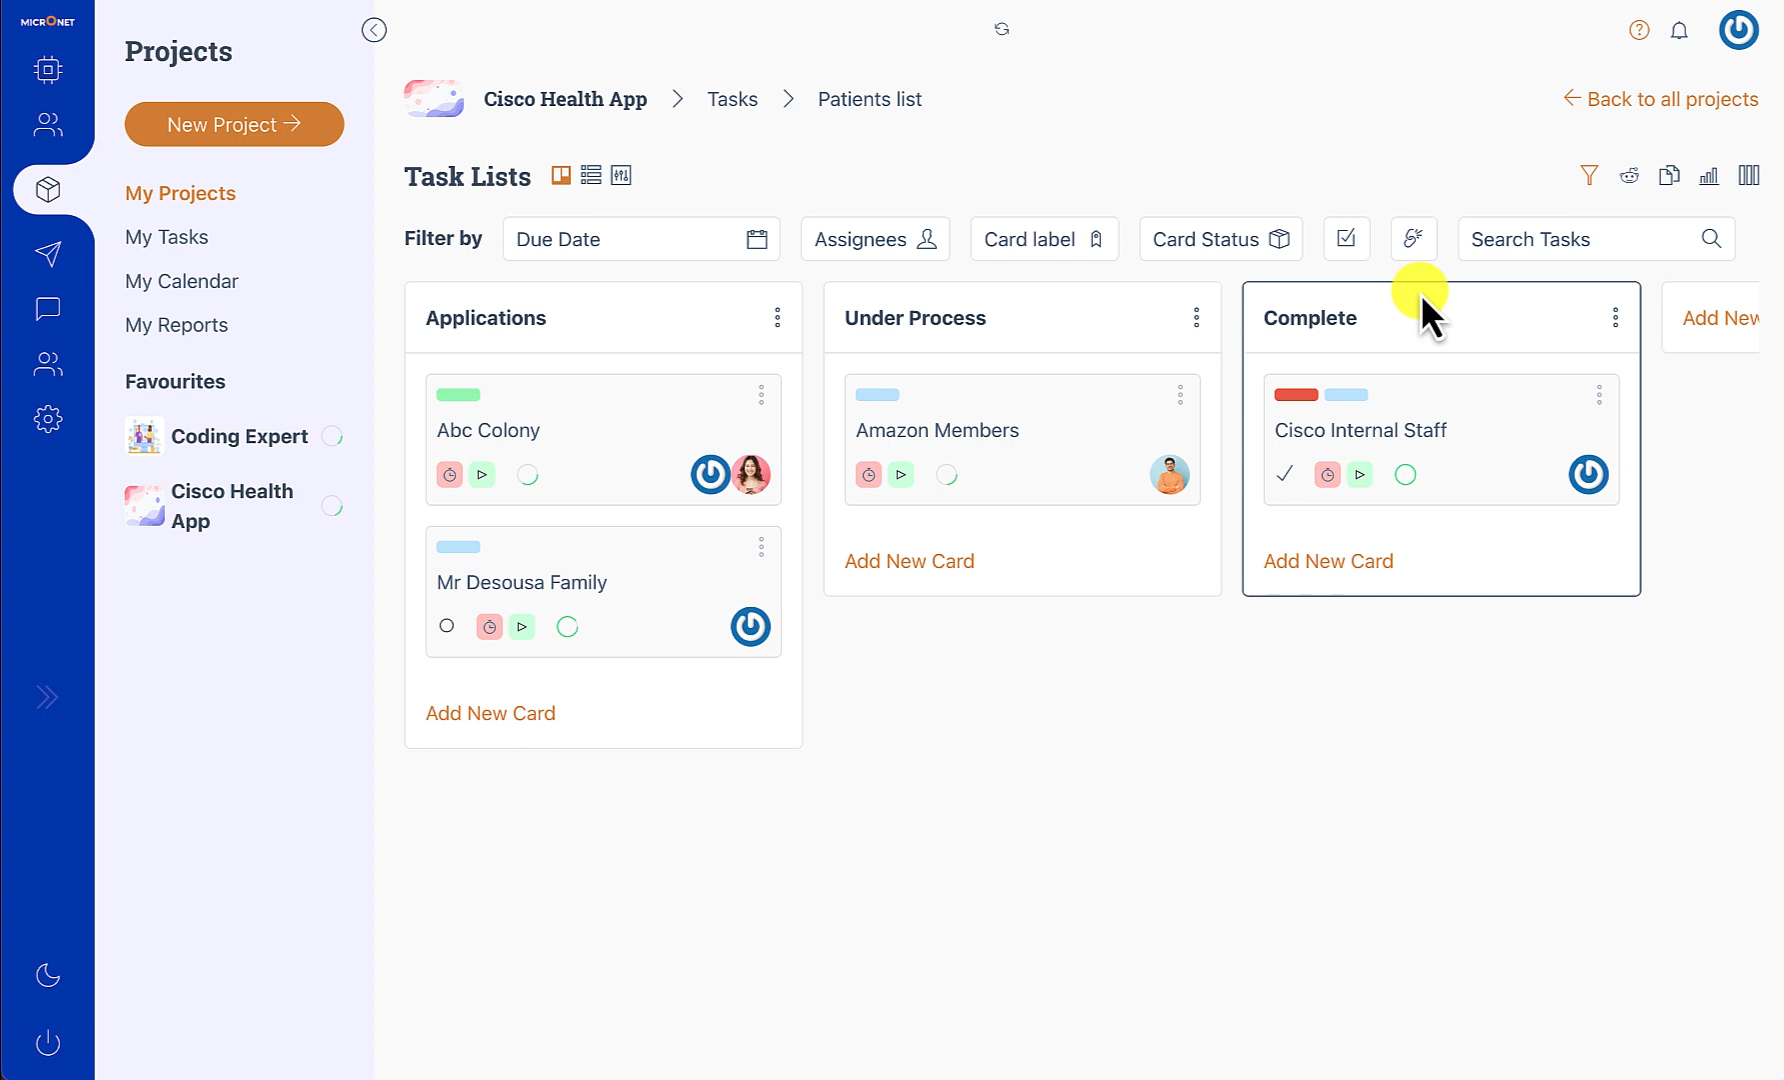 MICRONET
Projects
New Project
My Projects
My Tasks
My Calendar
My Reports
Favourites
Coding Expert
Cisco Health
App
Cisco Health App
Tasks
Patients list
Back to all projects
Task Lists
Filter by
Due Date
Assignees
Card label
Card Status
Search Tasks
Applications
Abc Colony
Mr Desousa Family
Add New Card
Under Process
Amazon Members
Add New Card
Complete
Cisco Internal Staff
Add New Card
Add New